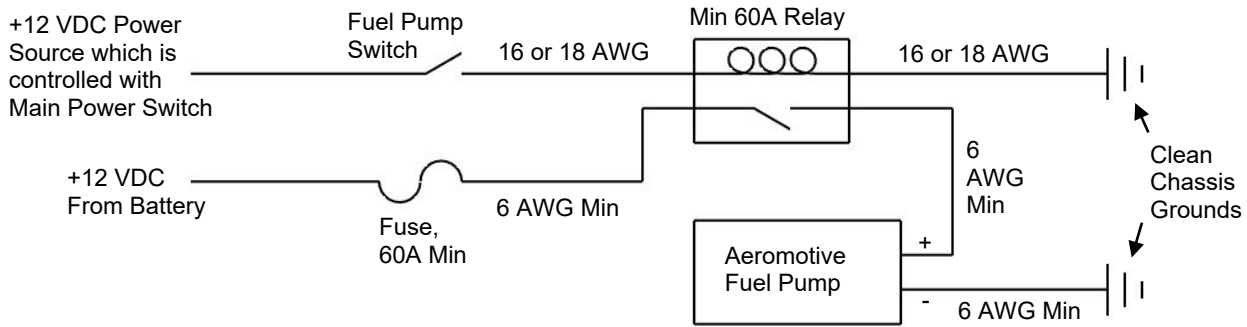 +12 VDC Power
Source which is
controlled with
Main Power Switch
Fuel Pump
Switch
16 or 18 AWG
Min 60A Relay
16 or 18 AWG
+12 VDC
From Battery
Fuse,
60A Min
6 AWG Min
6
AWG
Min
Clean
Chassis
Grounds
Aeromotive
Fuel Pump
+
-
6 AWG Min